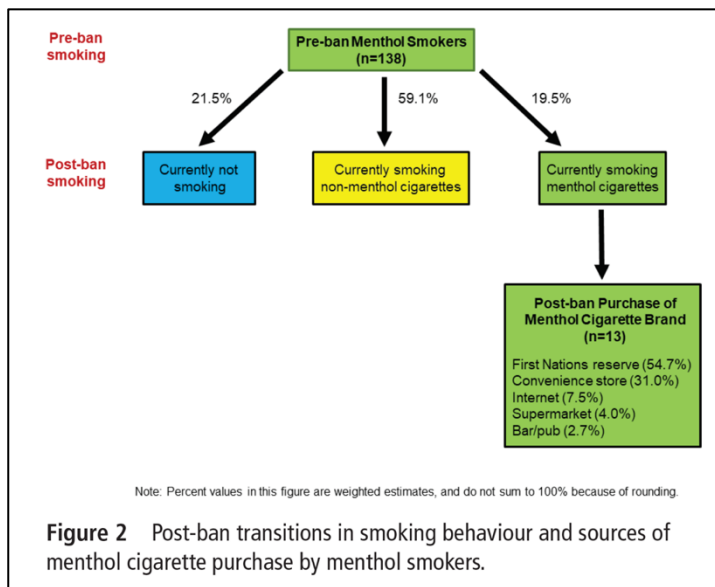 Pre-ban
smoking
Pre-ban Menthol Smokers
(n=138)
21.5%
59.1%
19.5%
Post-ban
smoking
Currently not
smoking
Currently smoking
non-menthol cigarettes
Currently smoking
menthol cigarettes
Post-ban Purchase of
Menthol Cigarette Brand
(n=13)
First Nations reserve (54.7%)
Convenience store (31.0%)
Internet (7.5%)
Supermarket (4.0%)
Bar/pub (2.7%)
Note: Percent values in this figure are weighted estimates, and do not sum to 100% because of rounding.
Figure 2 Post-ban transitions in smoking behaviour and sources of
menthol cigarette purchase by menthol smokers.